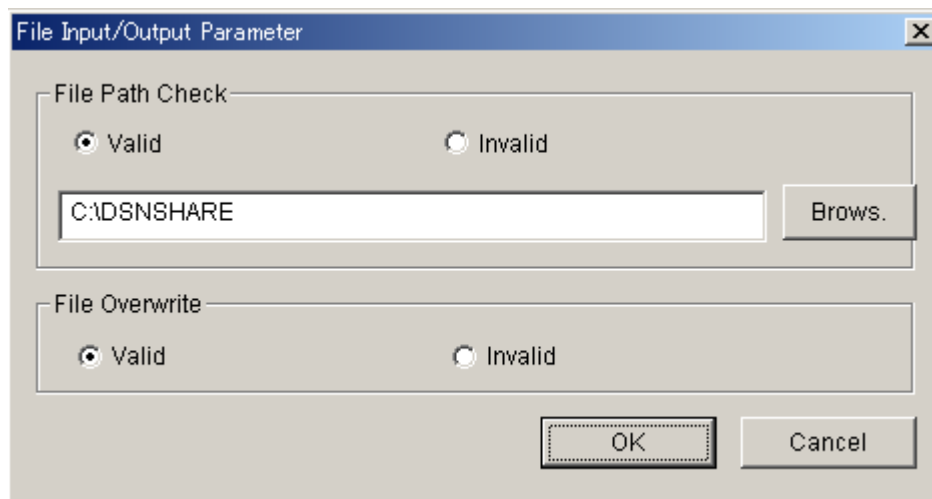 File Input/Output Parameter
File Path Check
Valid Invalid
C:\DSNSHARE Brows.
File Overwrite
Valid Invalid
OK Cancel